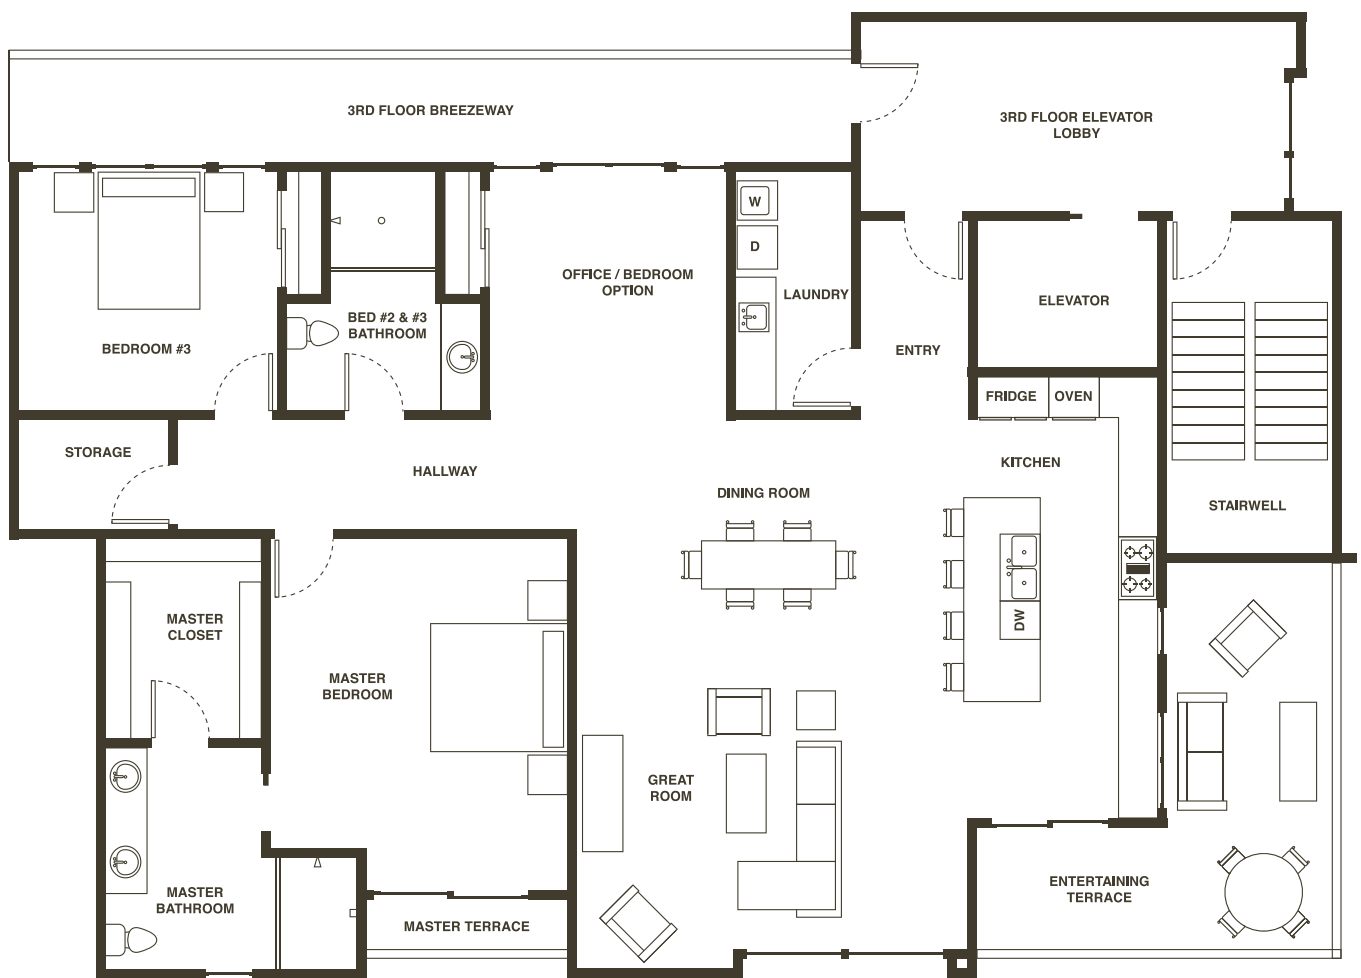 3RD FLOOR BREEZEWAY
3RD FLOOR ELEVATOR
LOBBY
W
D
OFFICE / BEDROOM
OPTION
LAUNDRY
ELEVATOR
BED #2 & #3
BATHROOM
BEDROOM #3
ENTRY
FRIDGE
OVEN
STORAGE
HALLWAY
KITCHEN
DINING ROOM
STAIRWELL
MASTER
CLOSET
DW
MASTER
BEDROOM
GREAT
ROOM
MASTER
BATHROOM
ENTERTAINING
TERRACE
MASTER TERRACE